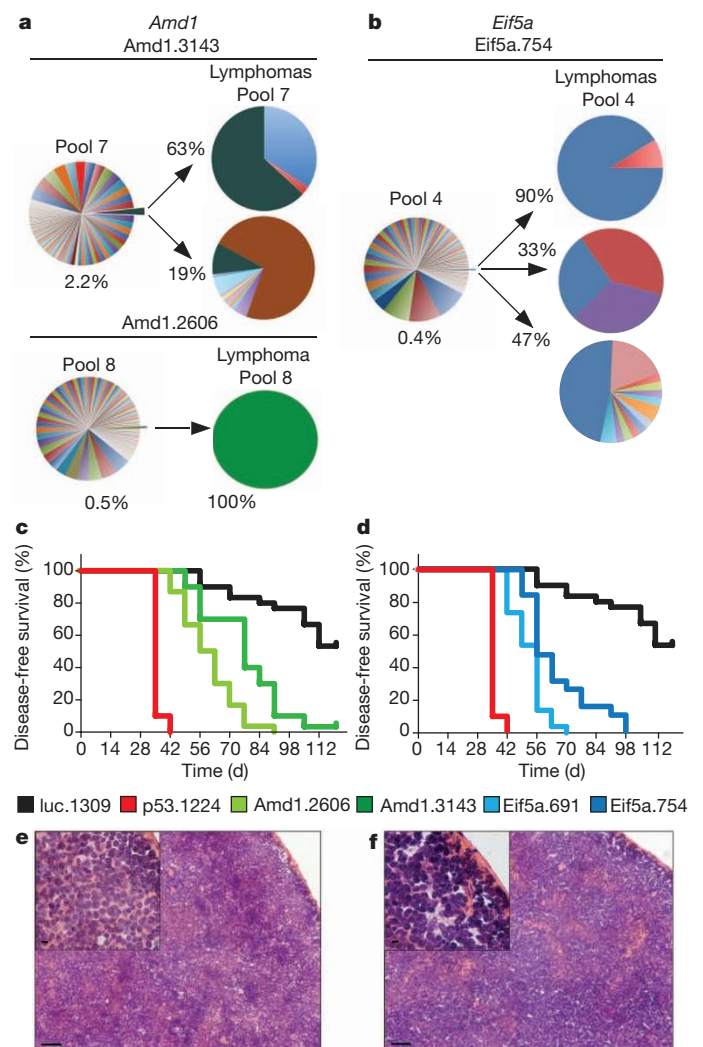 a
Amd1
Amd1.3143
Lymphomas
Pool 7
Pool 7
63%
19%
2.2%
Amd1.2606
Pool 8
Lymphoma
Pool 8
0.5%
100%
b
Eif5a
Eif5a.754
Lymphomas
Pool 4
Pool 4
90%
33%
47%
0.4%
c
Disease-free survival (%)
100
80
60
40
20
0
0 14 28 42 56 70 84 98 112
Time (d)
d
Disease-free survival (%)
100
80
60
40
20
0
0 14 28 42 56 70 84 98 112
Time (d)
luc.1309 p53.1224 Amd1.2606 Amd1.3143 Eif5a.691 Eif5a.754
e
f